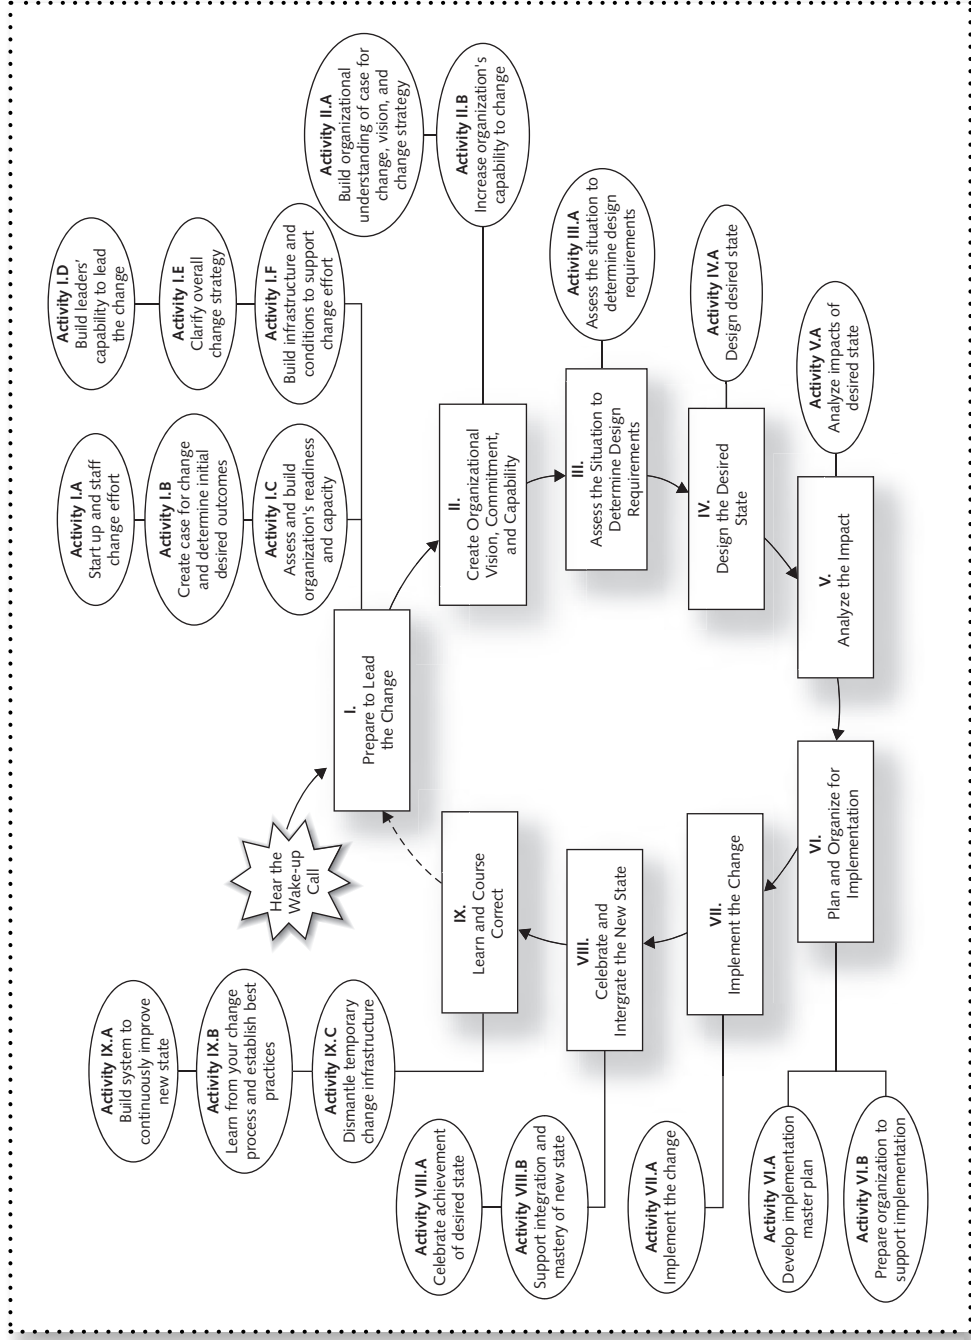 Hear the
Wake-up
Call
I.
Prepare to Lead
the Change
Activity I.A
Start up and staff
change effort
Activity I.B
Create case for change
and determine initial
desired outcomes
Activity I.C
Assess and build
organization's readiness
and capacity
Activity I.D
Build leaders'
capability to lead
the change
Activity I.E
Clarify overall
change strategy
Activity I.F
Build infrastructure and
conditions to support
change effort
II.
Create Organizational
Vision, Commitment,
and Capability
Activity II.A
Build organizational
understanding of case for
change, vision, and
change strategy
Activity II.B
Increase organization's
capability to change
III.
Assess the Situation to
Determine Design
Requirements
Activity III.A
Assess the situation to
determine design
requirements
IV.
Design the Desired
State
Activity IV.A
Design desired state
V.
Analyze the Impact
Activity V.A
Analyze impacts of
desired state
VI.
Plan and Organize for
Implementation
Activity VI.A
Develop implementation
master plan
Activity VI.B
Prepare organization to
support implementation
VII.
Implement the Change
Activity VII.A
Implement the change
VIII.
Celebrate and
Intergrate the New State
Activity VIII.A
Celebrate achievement
of desired state
Activity VIII.B
Support integration and
mastery of new state
IX.
Learn and Course
Correct
Activity IX.A
Build system to
continuously improve
new state
Activity IX.B
Learn from your change
process and establish best
practices
Activity IX.C
Dismantle temporary
change infrastructure